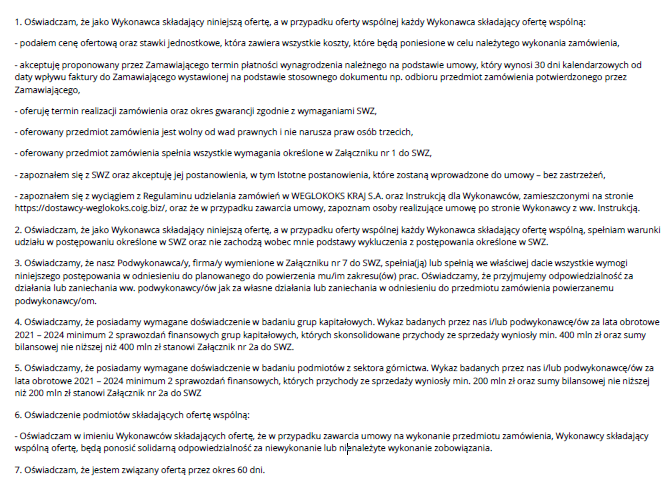 1. Oświadczam, że jako Wykonawca składający niniejszą ofertę, a w przypadku oferty wspólnej każdy Wykonawca składający ofertę wspólną:
- podałem cenę ofertową oraz stawki jednostkowe, która zawiera wszystkie koszty, które będą poniesione w celu należytego wykonania zamówienia,
- akceptuję proponowany przez Zamawiającego termin płatności wynagrodzenia należnego na podstawie umowy, który wynosi 30 dni kalendarzowych od
daty wpływu faktury do Zamawiającego wystawionej na podstawie stosownego dokumentu np. odbioru przedmiot zamówienia potwierdzonego przez
Zamawiającego,
- oferuję termin realizacji zamówienia oraz okres gwarancji zgodnie z wymaganiami SWZ,
- oferowany przedmiot zamówienia jest wolny od wad prawnych i nie narusza praw osób trzecich,
- oferowany przedmiot zamówienia spełnia wszystkie wymagania określone w Załączniku nr 1 do SWZ,
- zapoznałem się z SWZ oraz akceptuję jej postanowienia, w tym Istotne postanowienia, które zostaną wprowadzone do umowy – bez zastrzeżeń,
- zapoznałem się z wyciągiem z Regulaminu udzielania zamówień w WEGLOKOKS KRAJ S.A. oraz Instrukcją dla Wykonawców, zamieszczonymi na stronie
https://dostawcy-weglokoks.coig.biz/, oraz że w przypadku zawarcia umowy, zapoznam osoby realizujące umowę po stronie Wykonawcy z ww. Instrukcją.
2. Oświadczam, że jako Wykonawca składający niniejszą ofertę, a w przypadku oferty wspólnej każdy Wykonawca składający ofertę wspólną, spełniam warunki
udziału w postępowaniu określone w SWZ oraz nie zachodzą wobec mnie podstawy wykluczenia z postępowania określone w SWZ.
3. Oświadczamy, że nasz Podwykonawca/y, firma/y wymienione w Załączniku nr 7 do SWZ, spełnia(ją) lub spełnią we właściwej dacie wszystkie wymogi
niniejszego postępowania w odniesieniu do planowanego do powierzenia mu/im zakresu(ów) prac. Oświadczamy, że przyjmujemy odpowiedzialność za
działania lub zaniechania ww. podwykonawcy/ów jak za własne działania lub zaniechania w odniesieniu do przedmiotu zamówienia powierzanemu
podwykonawcy/om.
4. Oświadczamy, że posiadamy wymagane doświadczenie w badaniu grup kapitałowych. Wykaz badanych przez nas i/lub podwykonawcę/ów za lata obrotowe
2021 – 2024 minimum 2 sprawozdań finansowych grup kapitałowych, których skonsolidowane przychody ze sprzedaży wyniosły min. 400 mln zł oraz sumy
bilansowej nie niższej niż 400 mln zł stanowi Załącznik nr 2a do SWZ.
5. Oświadczamy, że posiadamy wymagane doświadczenie w badaniu podmiotów z sektora górnictwa. Wykaz badanych przez nas i/lub podwykonawcę/ów za
lata obrotowe 2021 – 2024 minimum 2 sprawozdań finansowych, których przychody ze sprzedaży wyniosły min. 200 mln zł oraz sumy bilansowej nie niższej
niż 200 mln zł stanowi Załącznik nr 2a do SWZ
6. Oświadczenie podmiotów składających ofertę wspólną:
- Oświadczam w imieniu Wykonawców składających ofertę, że w przypadku zawarcia umowy na wykonanie przedmiotu zamówienia, Wykonawcy składający
wspólną ofertę, będą ponosić solidarną odpowiedzialność za niewykonanie lub nienależyte wykonanie zobowiązania.
7. Oświadczam, że jestem związany ofertą przez okres 60 dni.